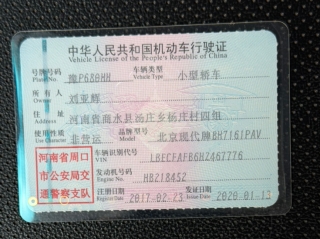 中华人民共和国机动车行驶证
Vehicle License of the People's Republic of China
号牌号码 豫P680HH 车辆类型 小型轿车
Plate No. Vehicle Type
所有人 刘亚辉
Owner
住址 河南省商水县汤庄乡杨庄村四组
Address
使用性质 非营运 品牌型号 北京现代牌BH7161PAV
Use Character Model
河南省周口 车辆识别代号 LBECFAFB6HZ467776
VIN
市公安局交 发动机号码 HB218452
Engine No.
通警察支队 注册日期 2017-02-23 发证日期 2020-01-13
Register Date Issue Date